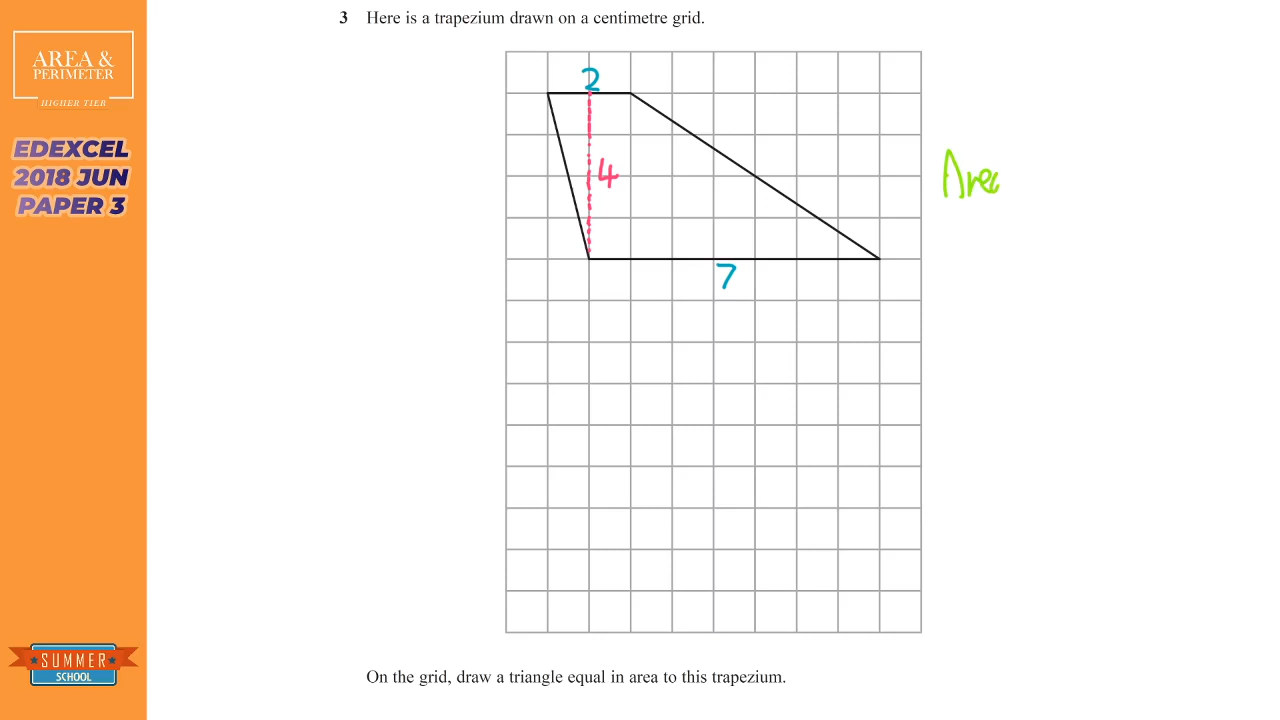 AREA &
PERIMETER
HIGHER TIER
EDEXCEL
2018 JUN
PAPER 3
SUMMER
SCHOOL
3 Here is a trapezium drawn on a centimetre grid.
2
4
7
Area
On the grid, draw a triangle equal in area to this trapezium.